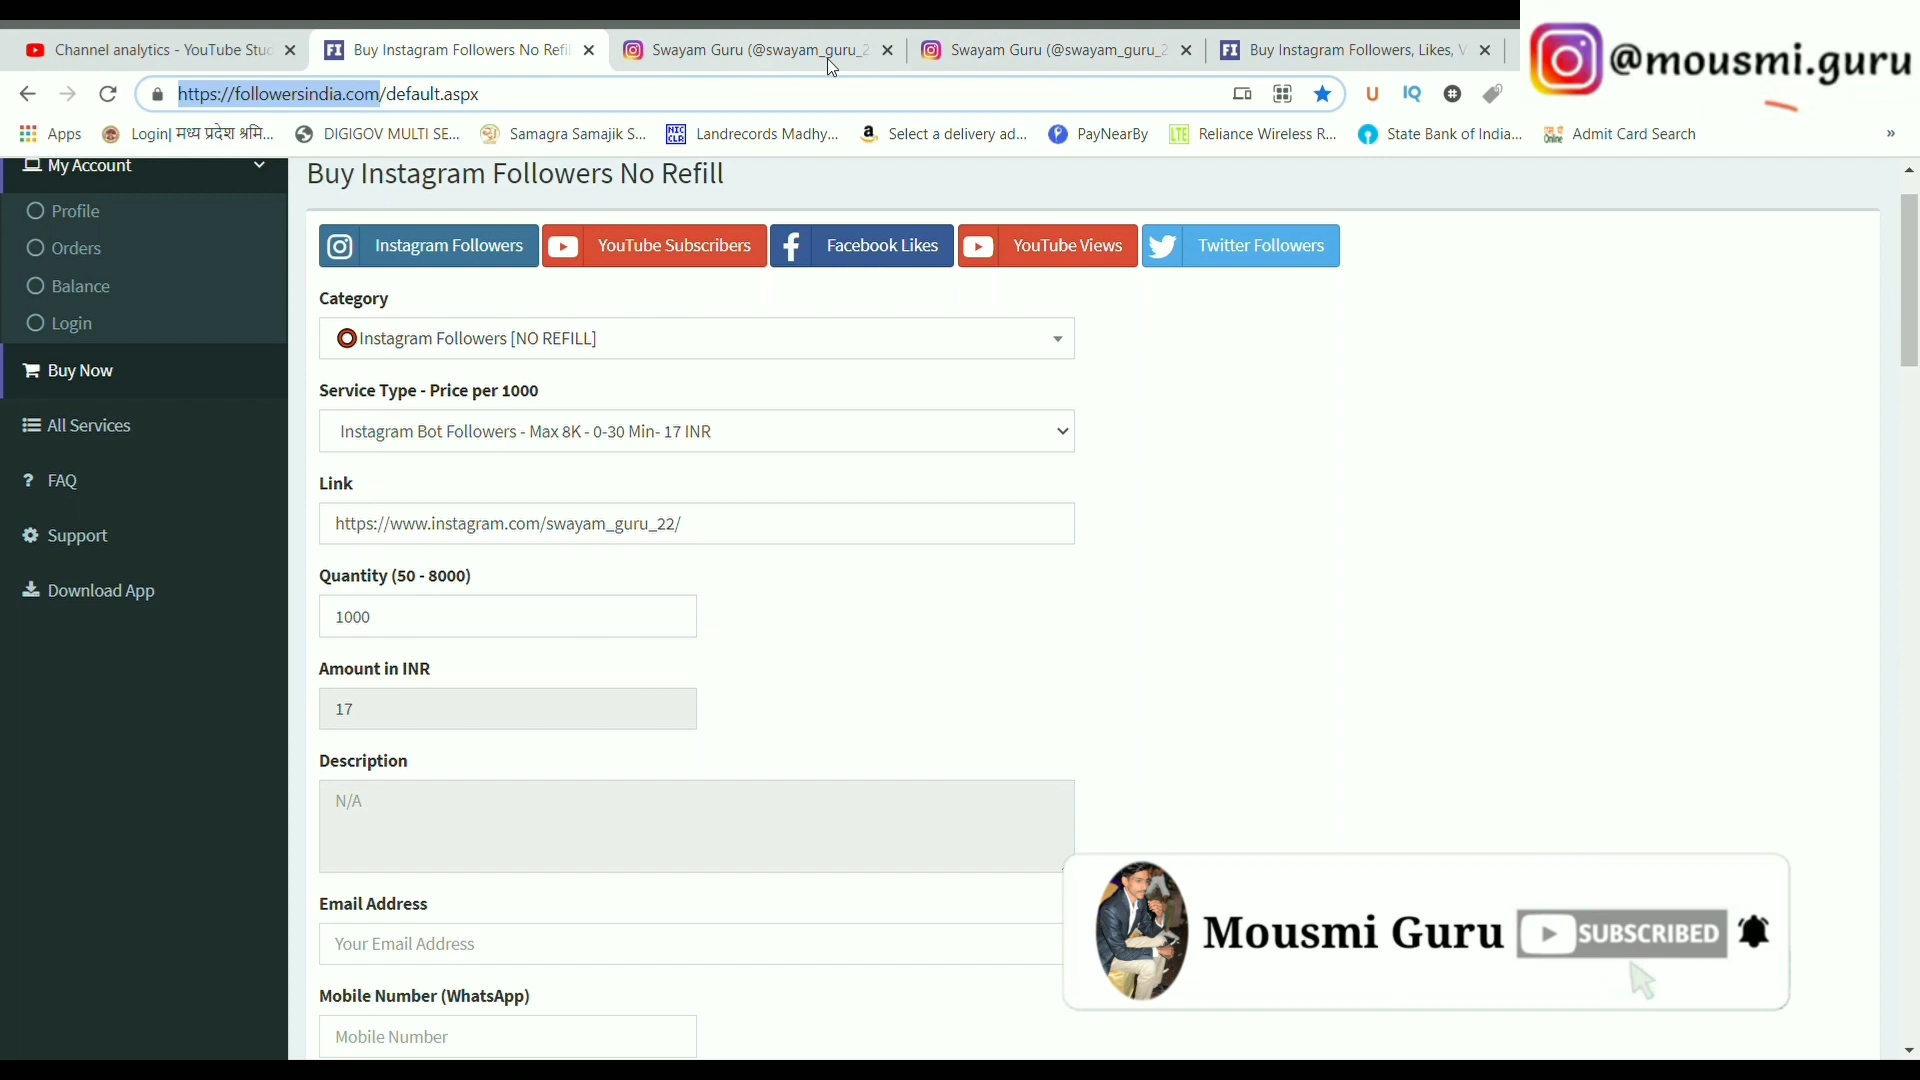 Channel analytics - YouTube Stud
Buy Instagram Followers No Refil
Swayam Guru (@swayam_guru_2
Swayam Guru (@swayam_guru_2
Buy Instagram Followers, Likes, V
@mousmi.guru
https://followersindia.com/default.aspx
Apps
Login| मध्य प्रदेश श्रमि...
DIGIGOV MULTI SE...
Samagra Samajik S...
NIC CLR Landrecords Madhy...
Select a delivery ad...
PayNearBy
LTE Reliance Wireless R...
State Bank of India...
Admit Card Search
My Account
Profile
Orders
Balance
Login
Buy Now
All Services
? FAQ
Support
Download App
Buy Instagram Followers No Refill
Instagram Followers
YouTube Subscribers
Facebook Likes
YouTube Views
Twitter Followers
Category
Instagram Followers [NO REFILL]
Service Type - Price per 1000
Instagram Bot Followers - Max 8K - 0-30 Min- 17 INR
Link
https://www.instagram.com/swayam_guru_22/
Quantity (50 - 8000)
1000
Amount in INR
17
Description
N/A
Email Address
Your Email Address
Mobile Number (WhatsApp)
Mobile Number
Mousmi Guru
SUBSCRIBED